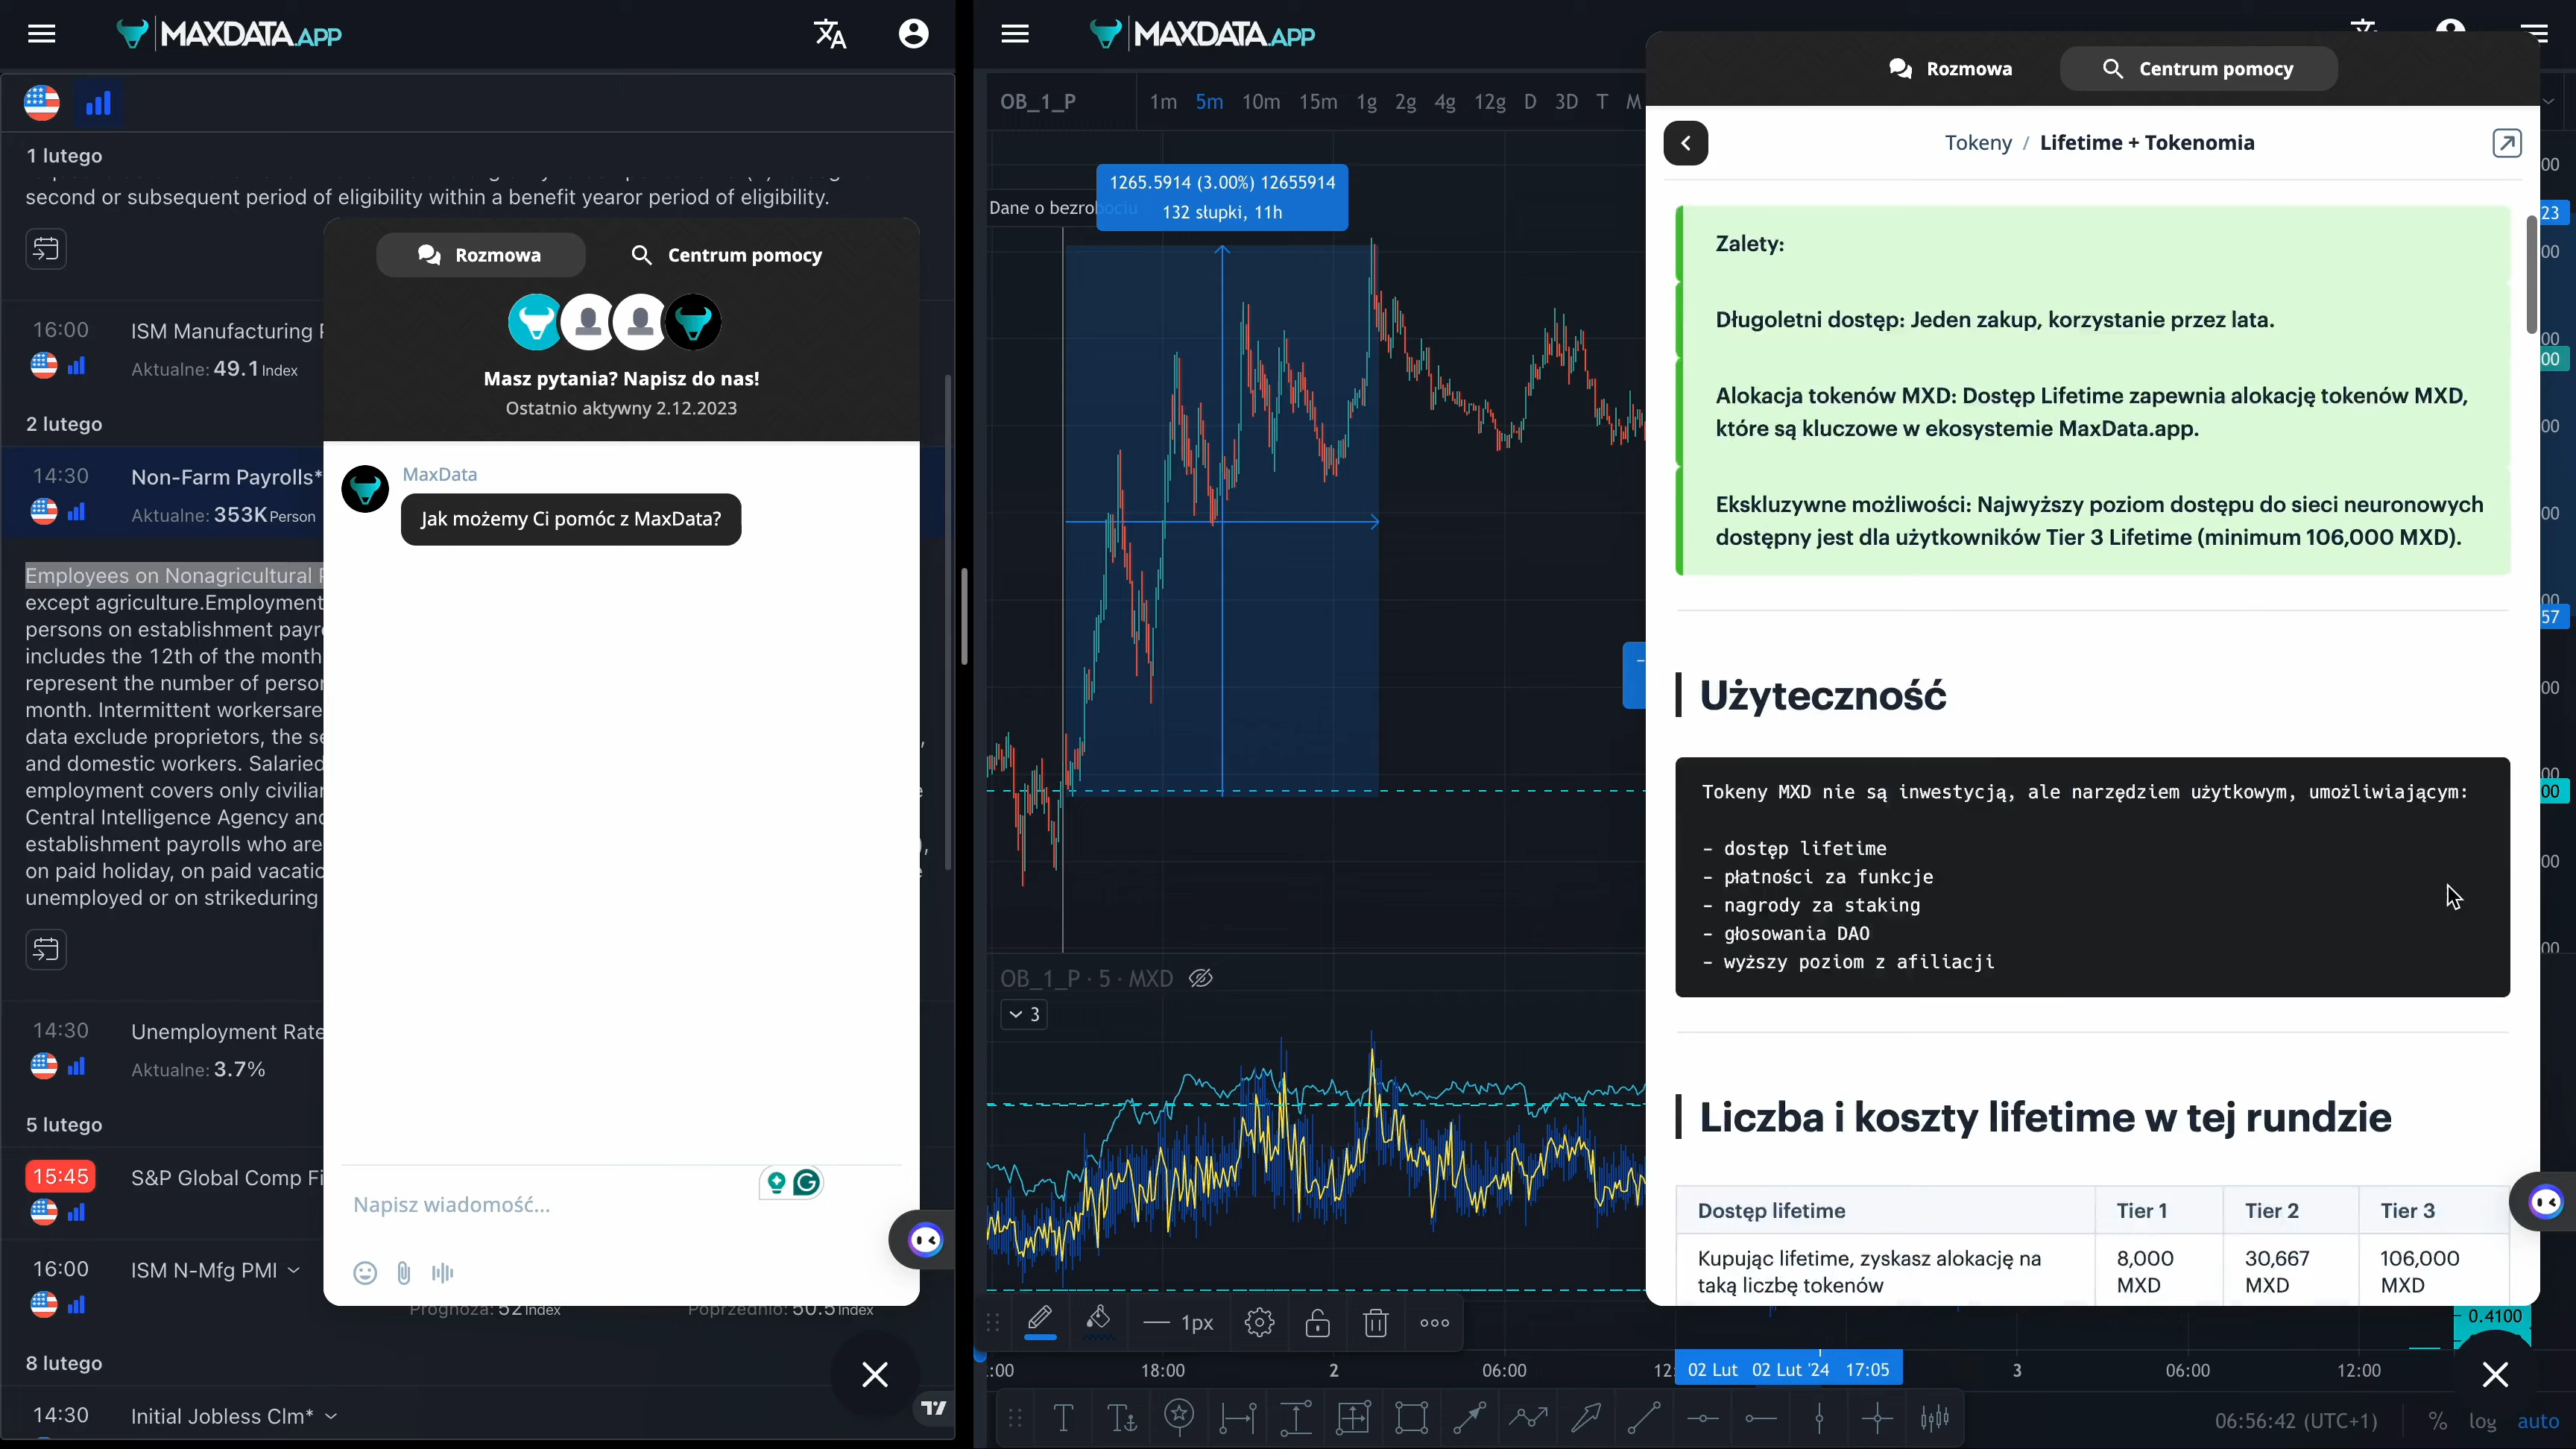 MAXDATA.APP
1 lutego
second or subsequent period of eligibility within a benefit yearor period of eligibility.
16:00
ISM Manufacturing
Aktualne: 49.1 Index
2 lutego
14:30
Non-Farm Payrolls*
Aktualne: 353K Person
Employees on Nonagricultural
except agriculture.Employment
persons on establishment
includes the 12th of the month
represent the number of
month. Intermittent workersare
data exclude proprietors, the
and domestic workers. Salaried
employment covers only
Central Intelligence Agency and
establishment payrolls who are
on paid holiday, on paid
unemployed or on strikeduring
14:30
Unemployment Rate
Aktualne: 3.7%
5 lutego
15:45
S&P Global Comp
16:00
ISM N-Mfg PMI
Prognoza: 52 Index
Poprzednio: 50.5 Index
8 lutego
14:30
Initial Jobless Clm*
Rozmowa
Centrum pomocy
Masz pytania? Napisz do nas!
Ostatnio aktywny 2.12.2023
MaxData
Jak możemy Ci pomóc z MaxData?
Napisz wiadomość...
MAXDATA.APP
OB_1_P
1m 5m 10m 15m 1g 2g 4g 12g D 3D T M
1265.5914 (3.00%) 12655914
132 słupki, 11h
Dane o bezrobociu
OB_1_P · 5 · MXD
3
1px
:00
18:00
2
06:00
02 Lut
02 Lut '24 17:05
3
06:00
12:00
06:56:42 (UTC+1)
%
log
auto
0.4100
Rozmowa
Centrum pomocy
Tokeny / Lifetime + Tokenomia
Zalety:
Długoletni dostęp: Jeden zakup, korzystanie przez lata.
Alokacja tokenów MXD: Dostęp Lifetime zapewnia alokację tokenów MXD,
które są kluczowe w ekosystemie MaxData.app.
Ekskluzywne możliwości: Najwyższy poziom dostępu do sieci neuronowych
dostępny jest dla użytkowników Tier 3 Lifetime (minimum 106,000 MXD).
Użyteczność
Tokeny MXD nie są inwestycją, ale narzędziem użytkowym, umożliwiającym:
- dostęp lifetime
- płatności za funkcje
- nagrody za staking
- głosowania DAO
- wyższy poziom z afiliacji
Liczba i koszty lifetime w tej rundzie
Dostęp lifetime
Tier 1
Tier 2
Tier 3
Kupując lifetime, zyskasz alokację na
taką liczbę tokenów
8,000
MXD
30,667
MXD
106,000
MXD